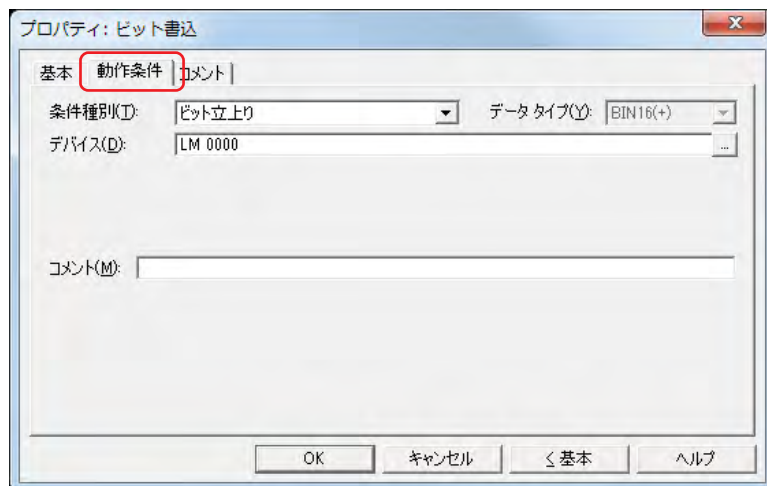 プロパティ: ビット書込
基本 動作条件 コメント
条件種別(T): ビット立上り データ タイプ(Y): BIN16(+)
デバイス(D): LM 0000 ...
コメント(M):
OK キャンセル < 基本 ヘルプ